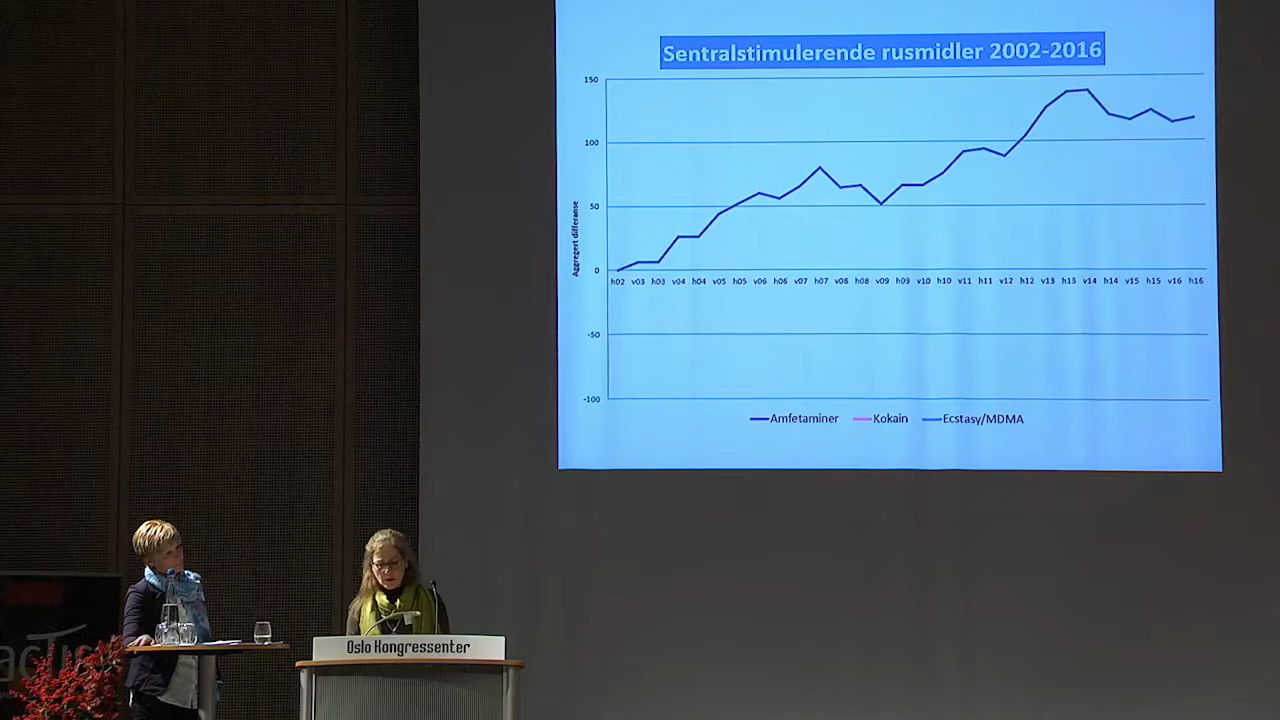 Sentralstimulerende rusmidler 2002-2016
150
100
50
0
-50
-100
Aggregert differanse
h02 v03 h03 v04 h04 v05 h05 v06 h06 v07 h07 v08 h08 v09 h09 v10 h10 v11 h11 v12 h12 v13 h13 v14 h14 v15 h15 v16 h16
Amfetaminer Kokain Ecstasy/MDMA
Oslo Kongressenter